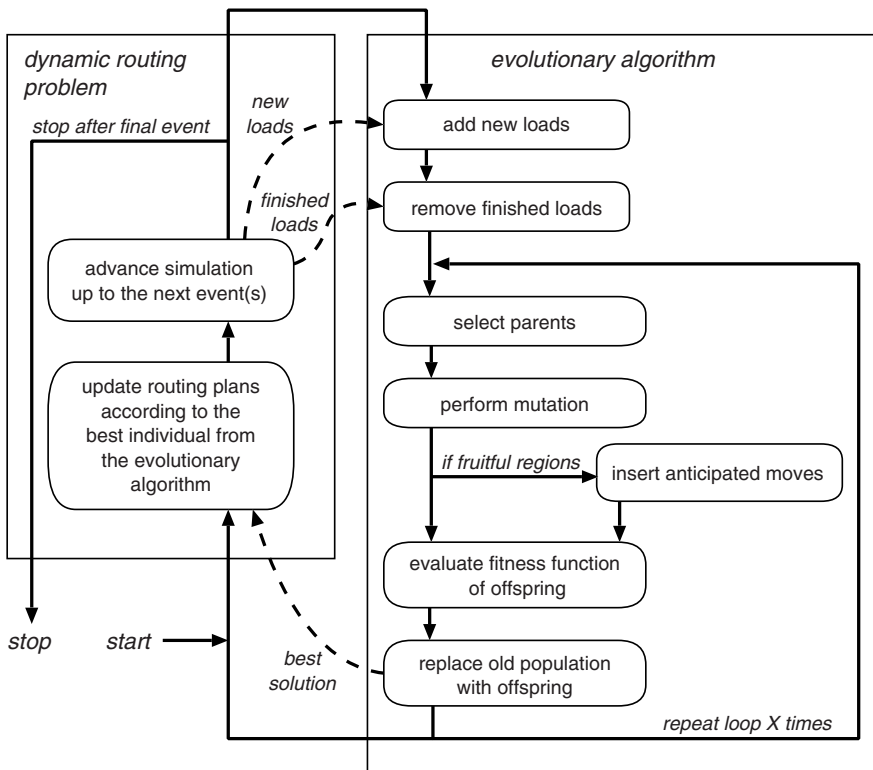 dynamic routing
problem
stop after final event
new
loads
finished
loads
advance simulation
up to the next event(s)
update routing plans
according to the
best individual from
the evolutionary
algorithm
stop
start
best
solution
evolutionary algorithm
add new loads
remove finished loads
select parents
perform mutation
if fruitful regions
insert anticipated moves
evaluate fitness function
of offspring
replace old population
with offspring
repeat loop X times